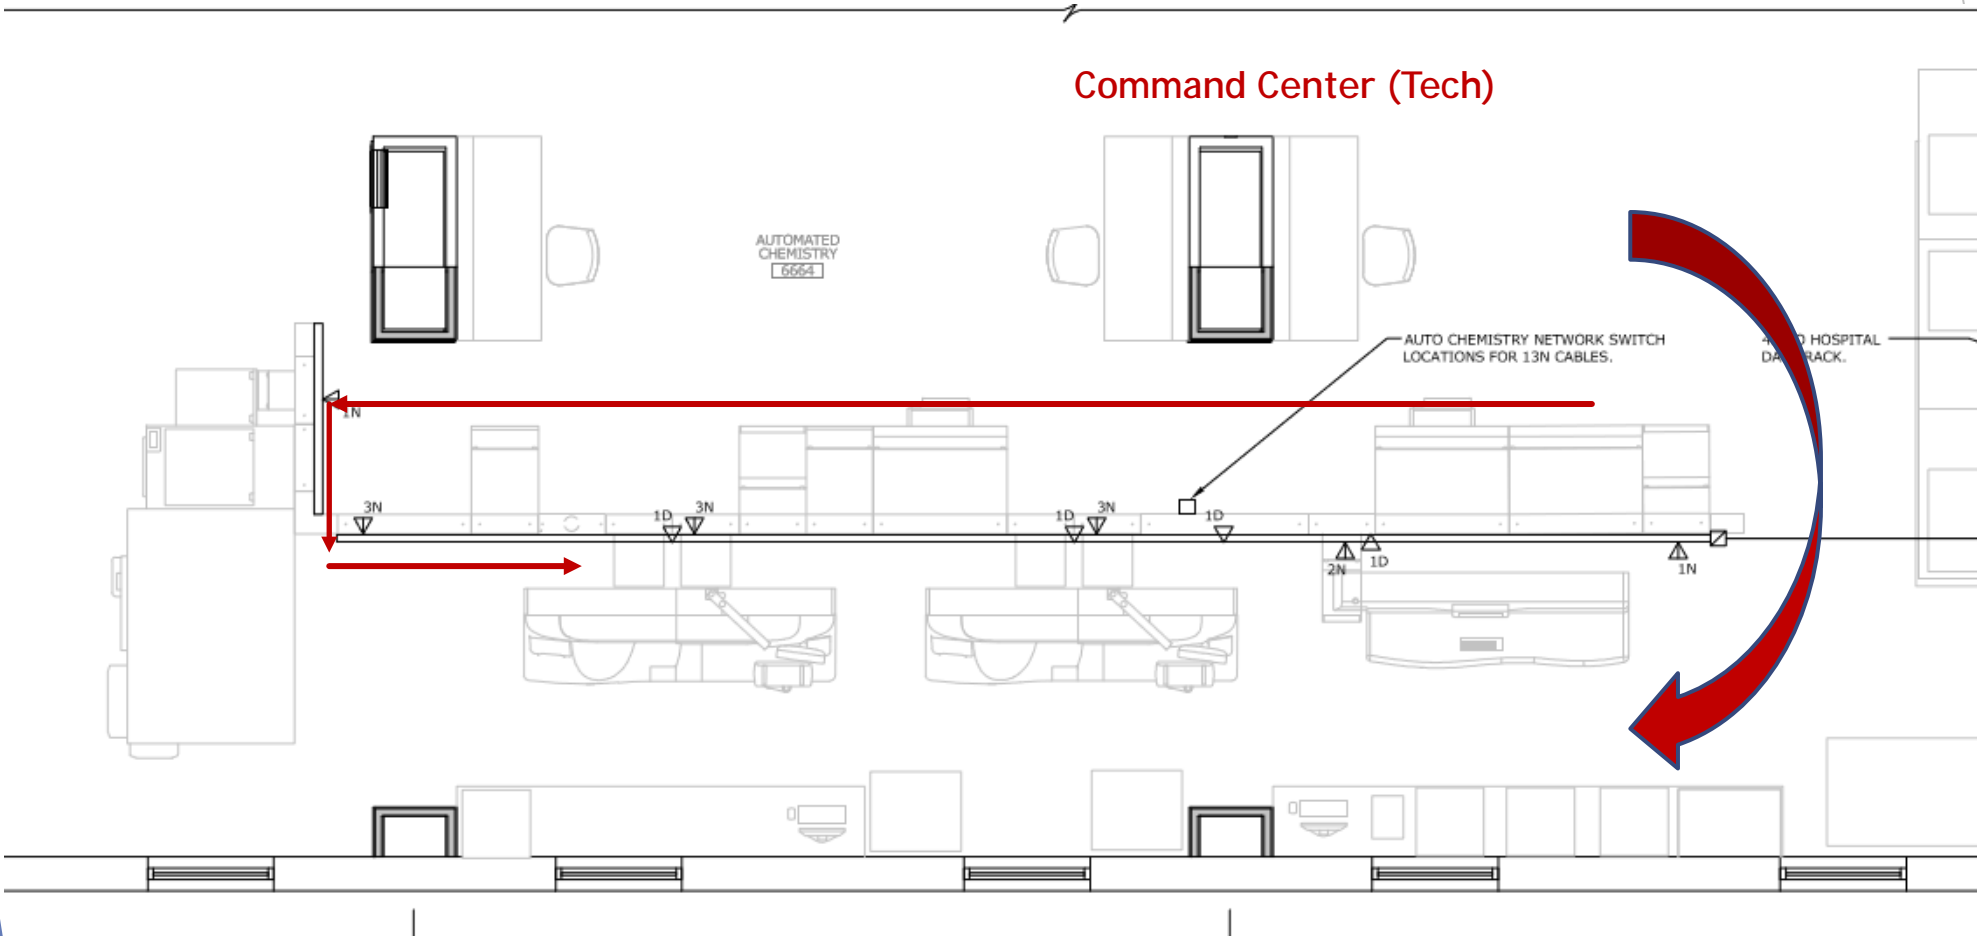 Command Center (Tech)
AUTOMATED
CHEMISTRY
6664
AUTO CHEMISTRY NETWORK SWITCH
LOCATIONS FOR 13N CABLES.
HOSPITAL
RACK.
1N
3N
1D
3N
1D
3N
1D
2N
1D
1N